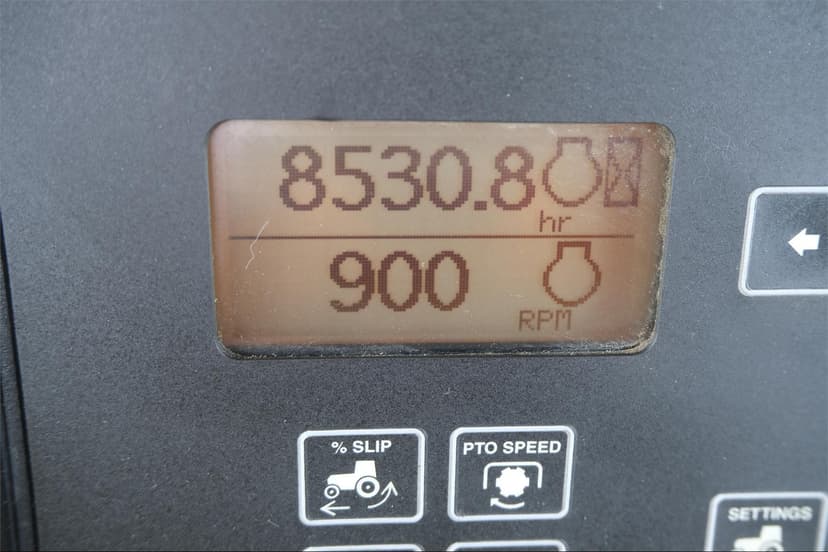 8530.8
hr
900
RPM
% SLIP
PTO SPEED
SETTINGS